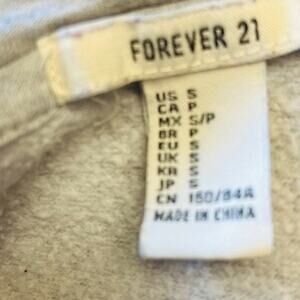 FOREVER 21
US S
CA P
MX S/P
BR P
EU S
UK S
KR S
JP S
CN 160/84A
MADE IN CHINA